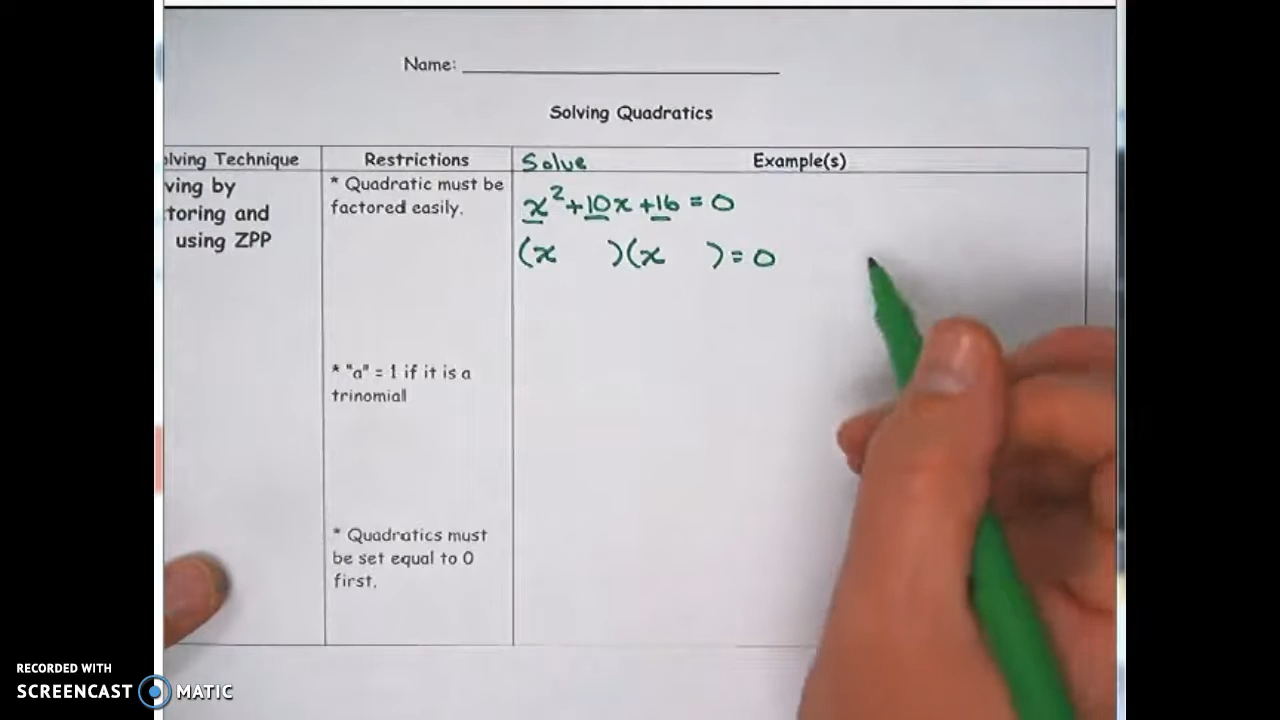 Name:
Solving Quadratics
lving Technique
Restrictions
Solve
Example(s)
ving by
toring and
using ZPP
* Quadratic must be
factored easily.
x²+10x+16=0
(x )(x )=0
* "a" = 1 if it is a
trinomial
* Quadratics must
be set equal to 0
first.
RECORDED WITH
SCREENCAST MATIC